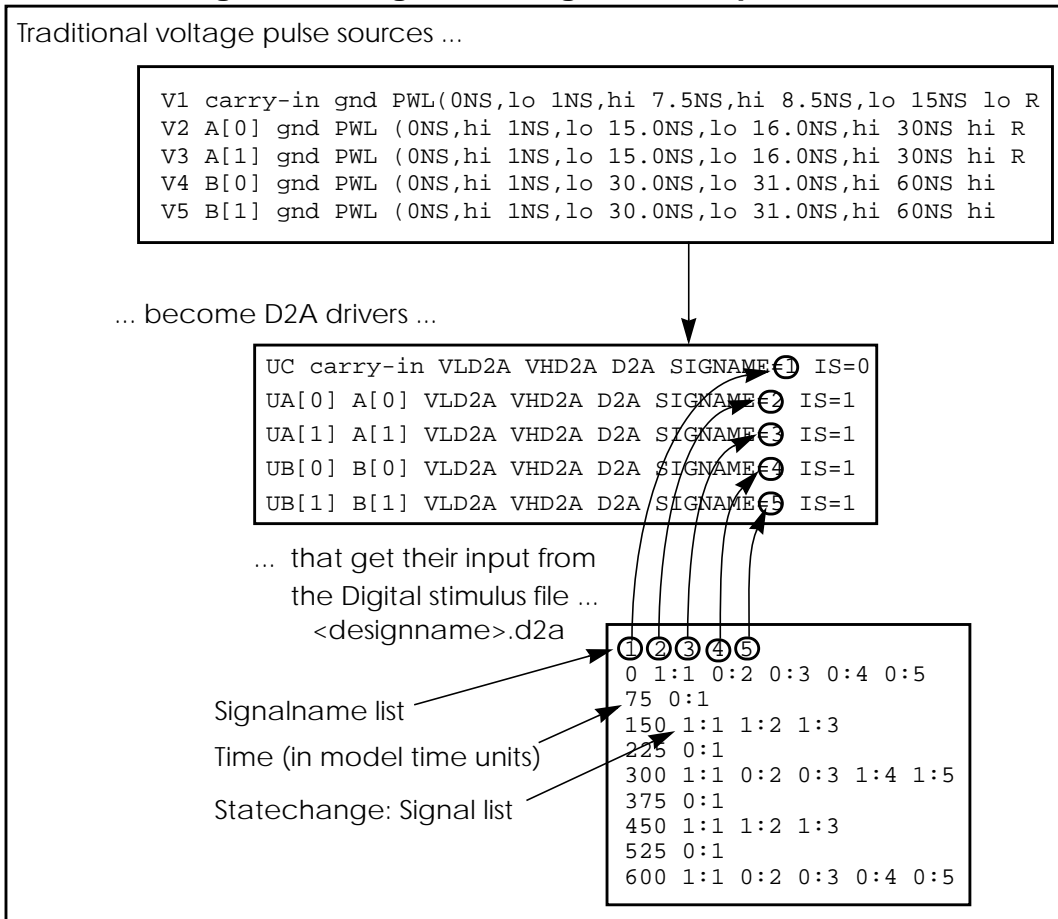 Traditional voltage pulse sources ...
V1 carry-in gnd PWL(0NS,lo 1NS,hi 7.5NS,hi 8.5NS,lo 15NS lo R
V2 A[0] gnd PWL (0NS,hi 1NS,lo 15.0NS,lo 16.0NS,hi 30NS hi R
V3 A[1] gnd PWL (0NS,hi 1NS,lo 15.0NS,lo 16.0NS,hi 30NS hi R
V4 B[0] gnd PWL (0NS,hi 1NS,lo 30.0NS,lo 31.0NS,hi 60NS hi
V5 B[1] gnd PWL (0NS,hi 1NS,lo 30.0NS,lo 31.0NS,hi 60NS hi
... become D2A drivers ...
UC carry-in VLD2A VHD2A D2A SIGNAME=1 IS=0
UA[0] A[0] VLD2A VHD2A D2A SIGNAME=2 IS=1
UA[1] A[1] VLD2A VHD2A D2A SIGNAME=3 IS=1
UB[0] B[0] VLD2A VHD2A D2A SIGNAME=4 IS=1
UB[1] B[1] VLD2A VHD2A D2A SIGNAME=5 IS=1
... that get their input from
the Digital stimulus file ...
<designname>.d2a
1 2 3 4 5
0 1:1 0:2 0:3 0:4 0:5
75 0:1
150 1:1 1:2 1:3
225 0:1
300 1:1 0:2 0:3 1:4 1:5
375 0:1
450 1:1 1:2 1:3
525 0:1
600 1:1 0:2 0:3 0:4 0:5
Signalname list
Time (in model time units)
Statechange: Signal list